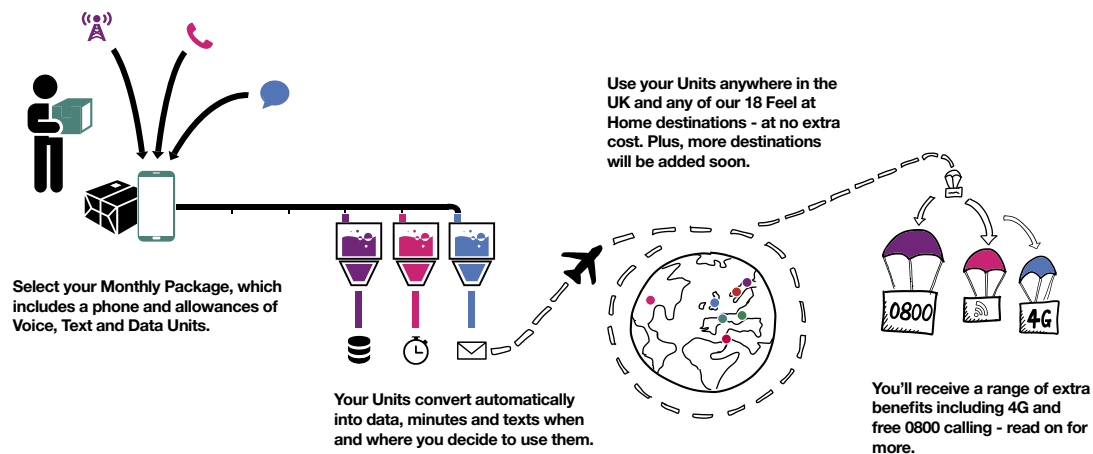 Select your Monthly Package, which
includes a phone and allowances of
Voice, Text and Data Units.
Your Units convert automatically
into data, minutes and texts when
and where you decide to use them.
Use your Units anywhere in the
UK and any of our 18 Feel at
Home destinations - at no extra
cost. Plus, more destinations
will be added soon.
0800
4G
You'll receive a range of extra
benefits including 4G and
free 0800 calling - read on for
more.